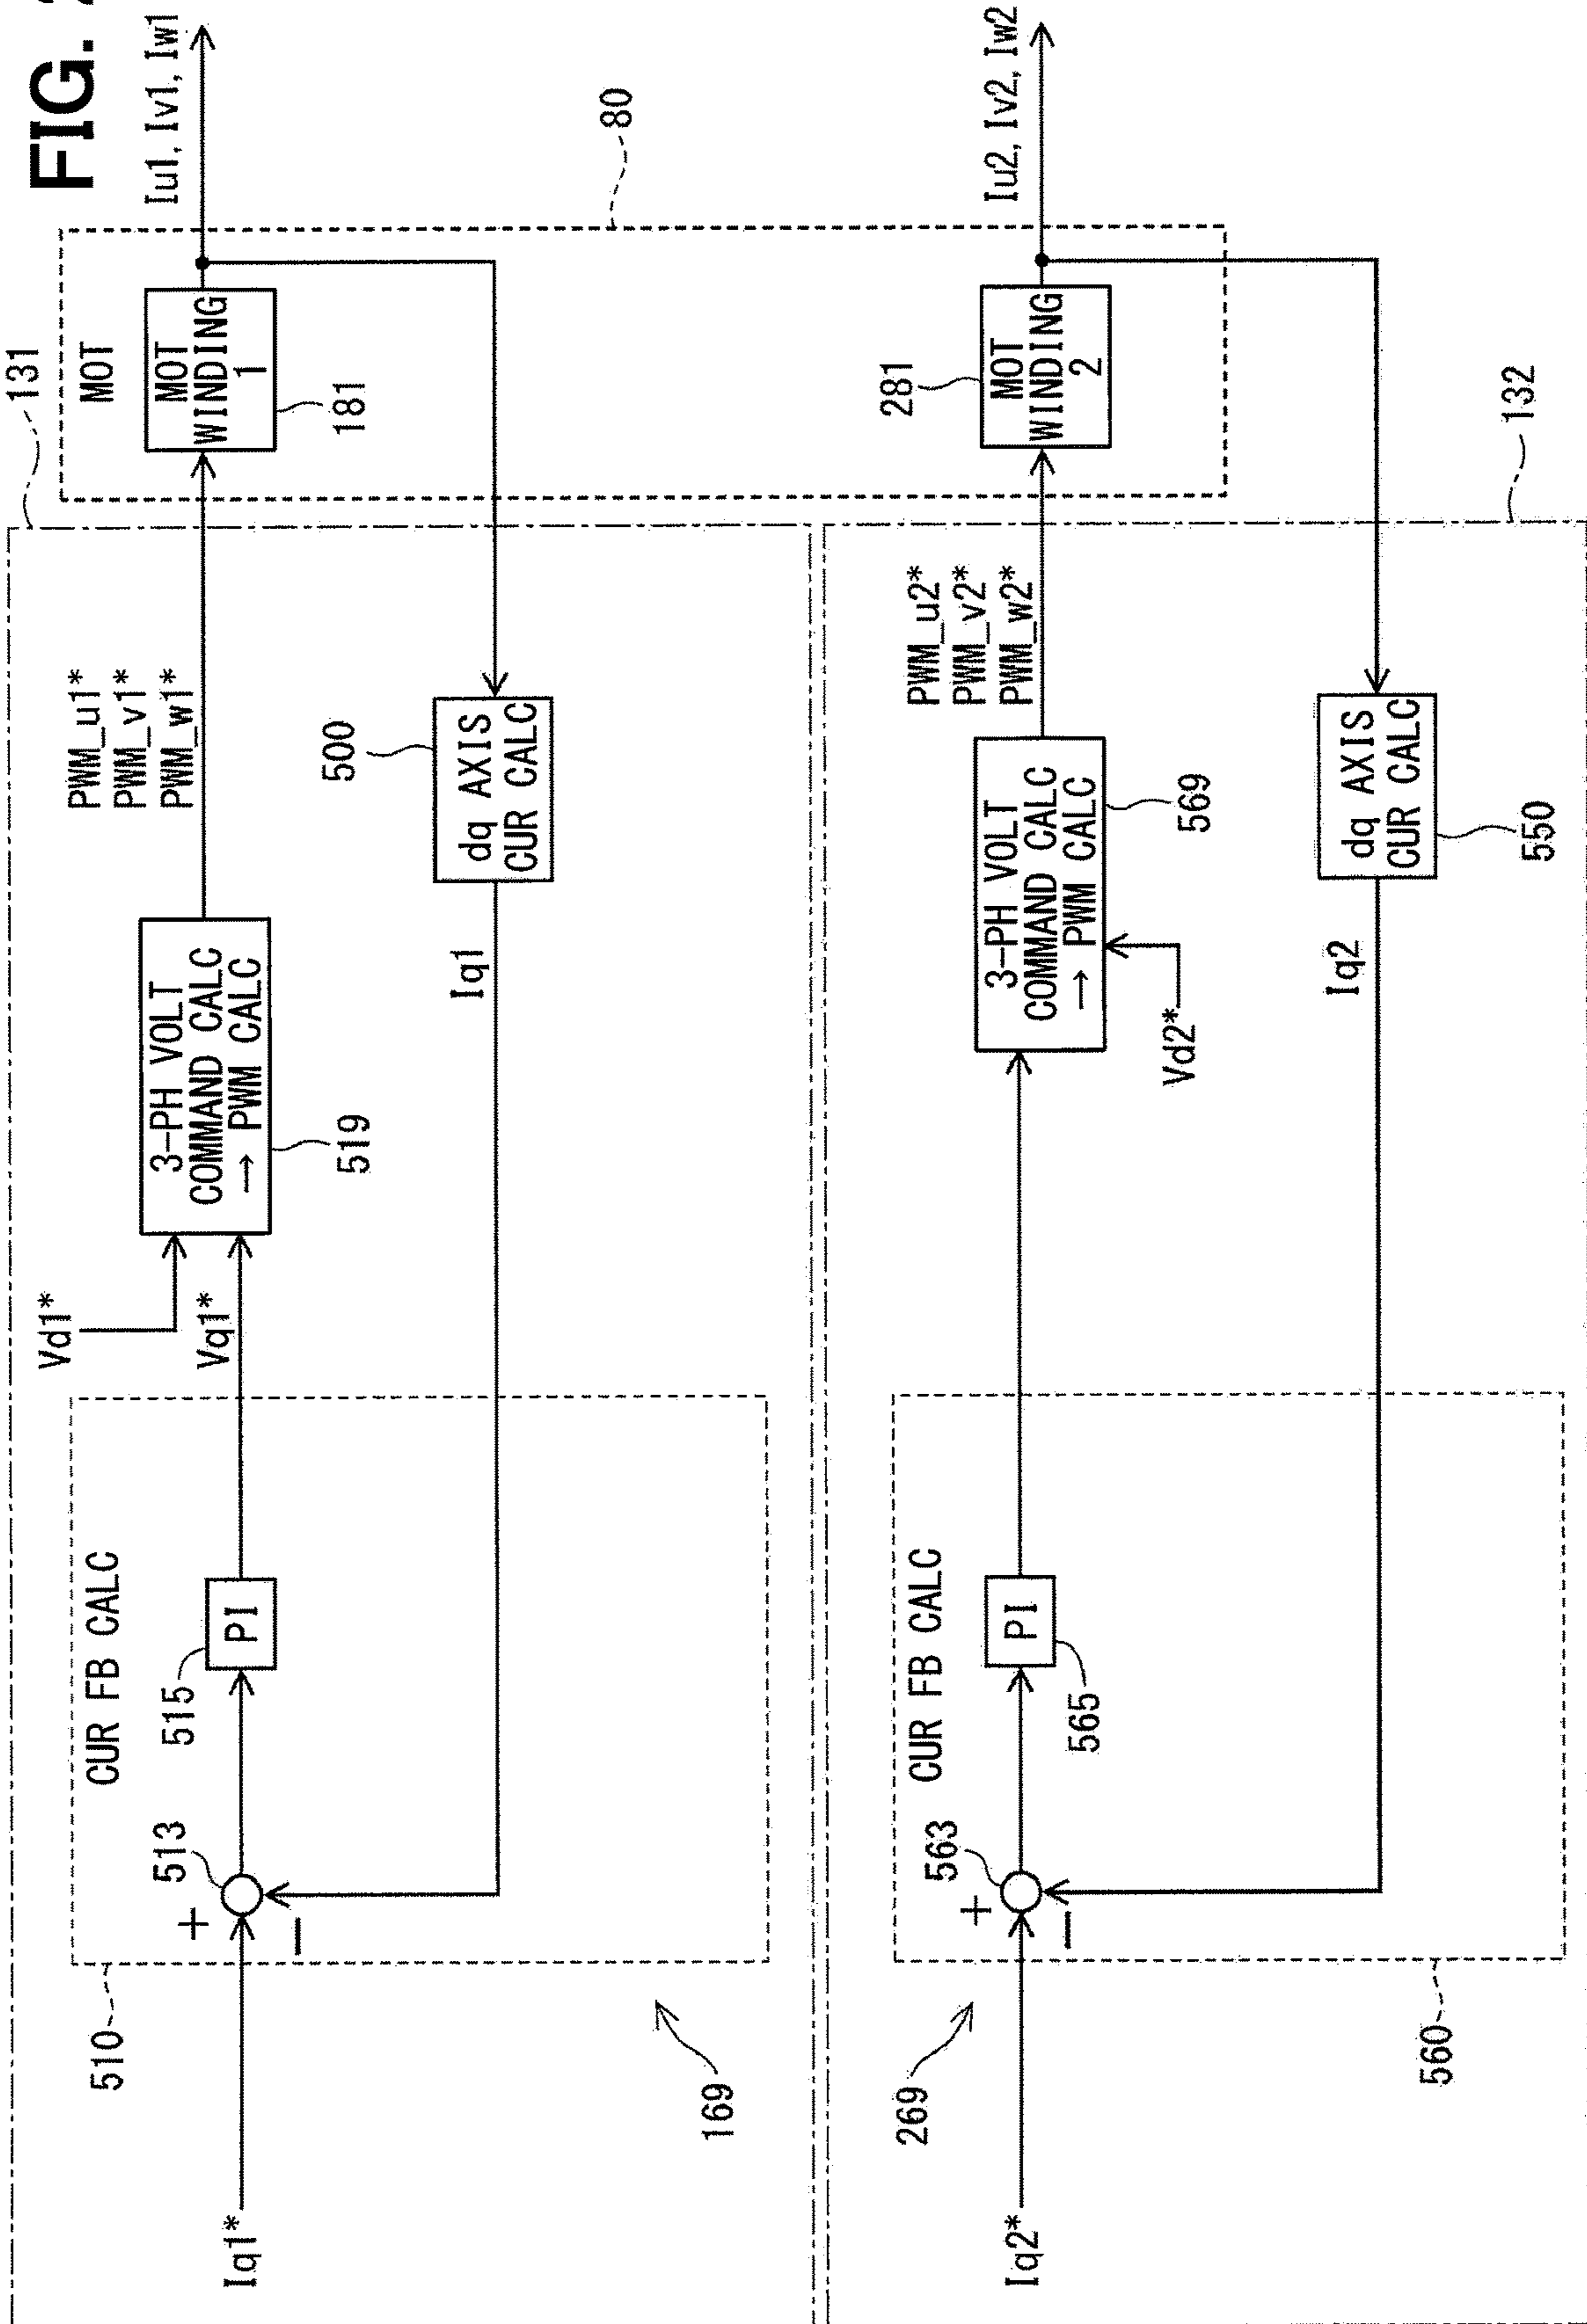 FIG. 2
131
MOT
MOT
WINDING
1
181
Iu1, Iv1, Iw1
80
PWM_u1*
PWM_v1*
PWM_w1*
3-PH VOLT
COMMAND CALC
→ PWM CALC
519
Vd1*
Vq1*
500
dq AXIS
CUR CALC
Iq1
CUR FB CALC
515
PI
513
+
−
510
Iq1*
169
281
MOT
WINDING
2
Iu2, Iv2, Iw2
132
PWM_u2*
PWM_v2*
PWM_w2*
3-PH VOLT
COMMAND CALC
→ PWM CALC
569
Vd2*
dq AXIS
CUR CALC
550
Iq2
CUR FB CALC
PI
565
563
+
−
560
Iq2*
269